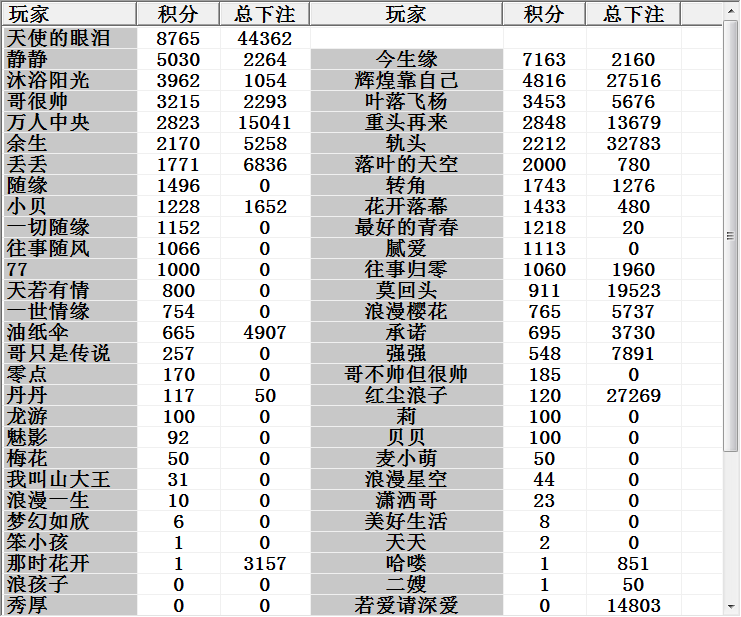 玩家 积分 总下注 玩家 积分 总下注
天使的眼泪 8765 44362
静静 5030 2264 今生缘 7163 2160
沐浴阳光 3962 1054 辉煌靠自己 4816 27516
哥很帅 3215 2293 叶落飞杨 3453 5676
万人中央 2823 15041 重头再来 2848 13679
余生 2170 5258 轨头 2212 32783
丢丢 1771 6836 落叶的天空 2000 780
随缘 1496 0 转角 1743 1276
小贝 1228 1652 花开落幕 1433 480
一切随缘 1152 0 最好的青春 1218 20
往事随风 1066 0 腻爱 1113 0
77 1000 0 往事归零 1060 1960
天若有情 800 0 莫回头 911 19523
一世情缘 754 0 浪漫樱花 765 5737
油纸伞 665 4907 承诺 695 3730
哥只是传说 257 0 强强 548 7891
零点 170 0 哥不帅但很帅 185 0
丹丹 117 50 红尘浪子 120 27269
龙游 100 0 莉 100 0
魅影 92 0 贝贝 100 0
梅花 50 0 麦小萌 50 0
我叫山大王 31 0 浪漫星空 44 0
浪漫一生 10 0 潇洒哥 23 0
梦幻如欣 6 0 美好生活 8 0
笨小孩 1 0 天天 2 0
那时花开 1 3157 哈喽 1 851
浪孩子 0 0 二嫂 1 50
秀厚 0 0 若爱请深爱 0 14803